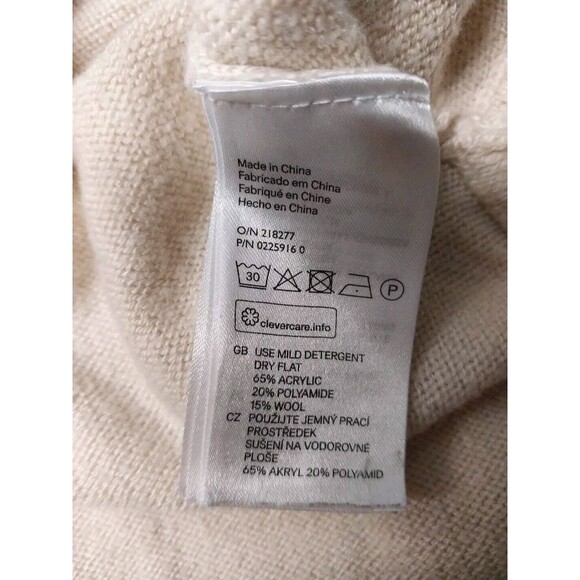 Made in China
Fabricado em China
Fabriqué en Chine
Hecho en China
O/N 218277
P/N 0225916 0
30 P
clevercare.info
GB USE MILD DETERGENT
DRY FLAT
65% ACRYLIC
20% POLYAMIDE
15% WOOL
CZ POUŽIJTE JEMNÝ PRACÍ
PROSTŘEDEK
SUŠENÍ NA VODOROVNÉ
PLOŠE
65% AKRYL 20% POLYAMID